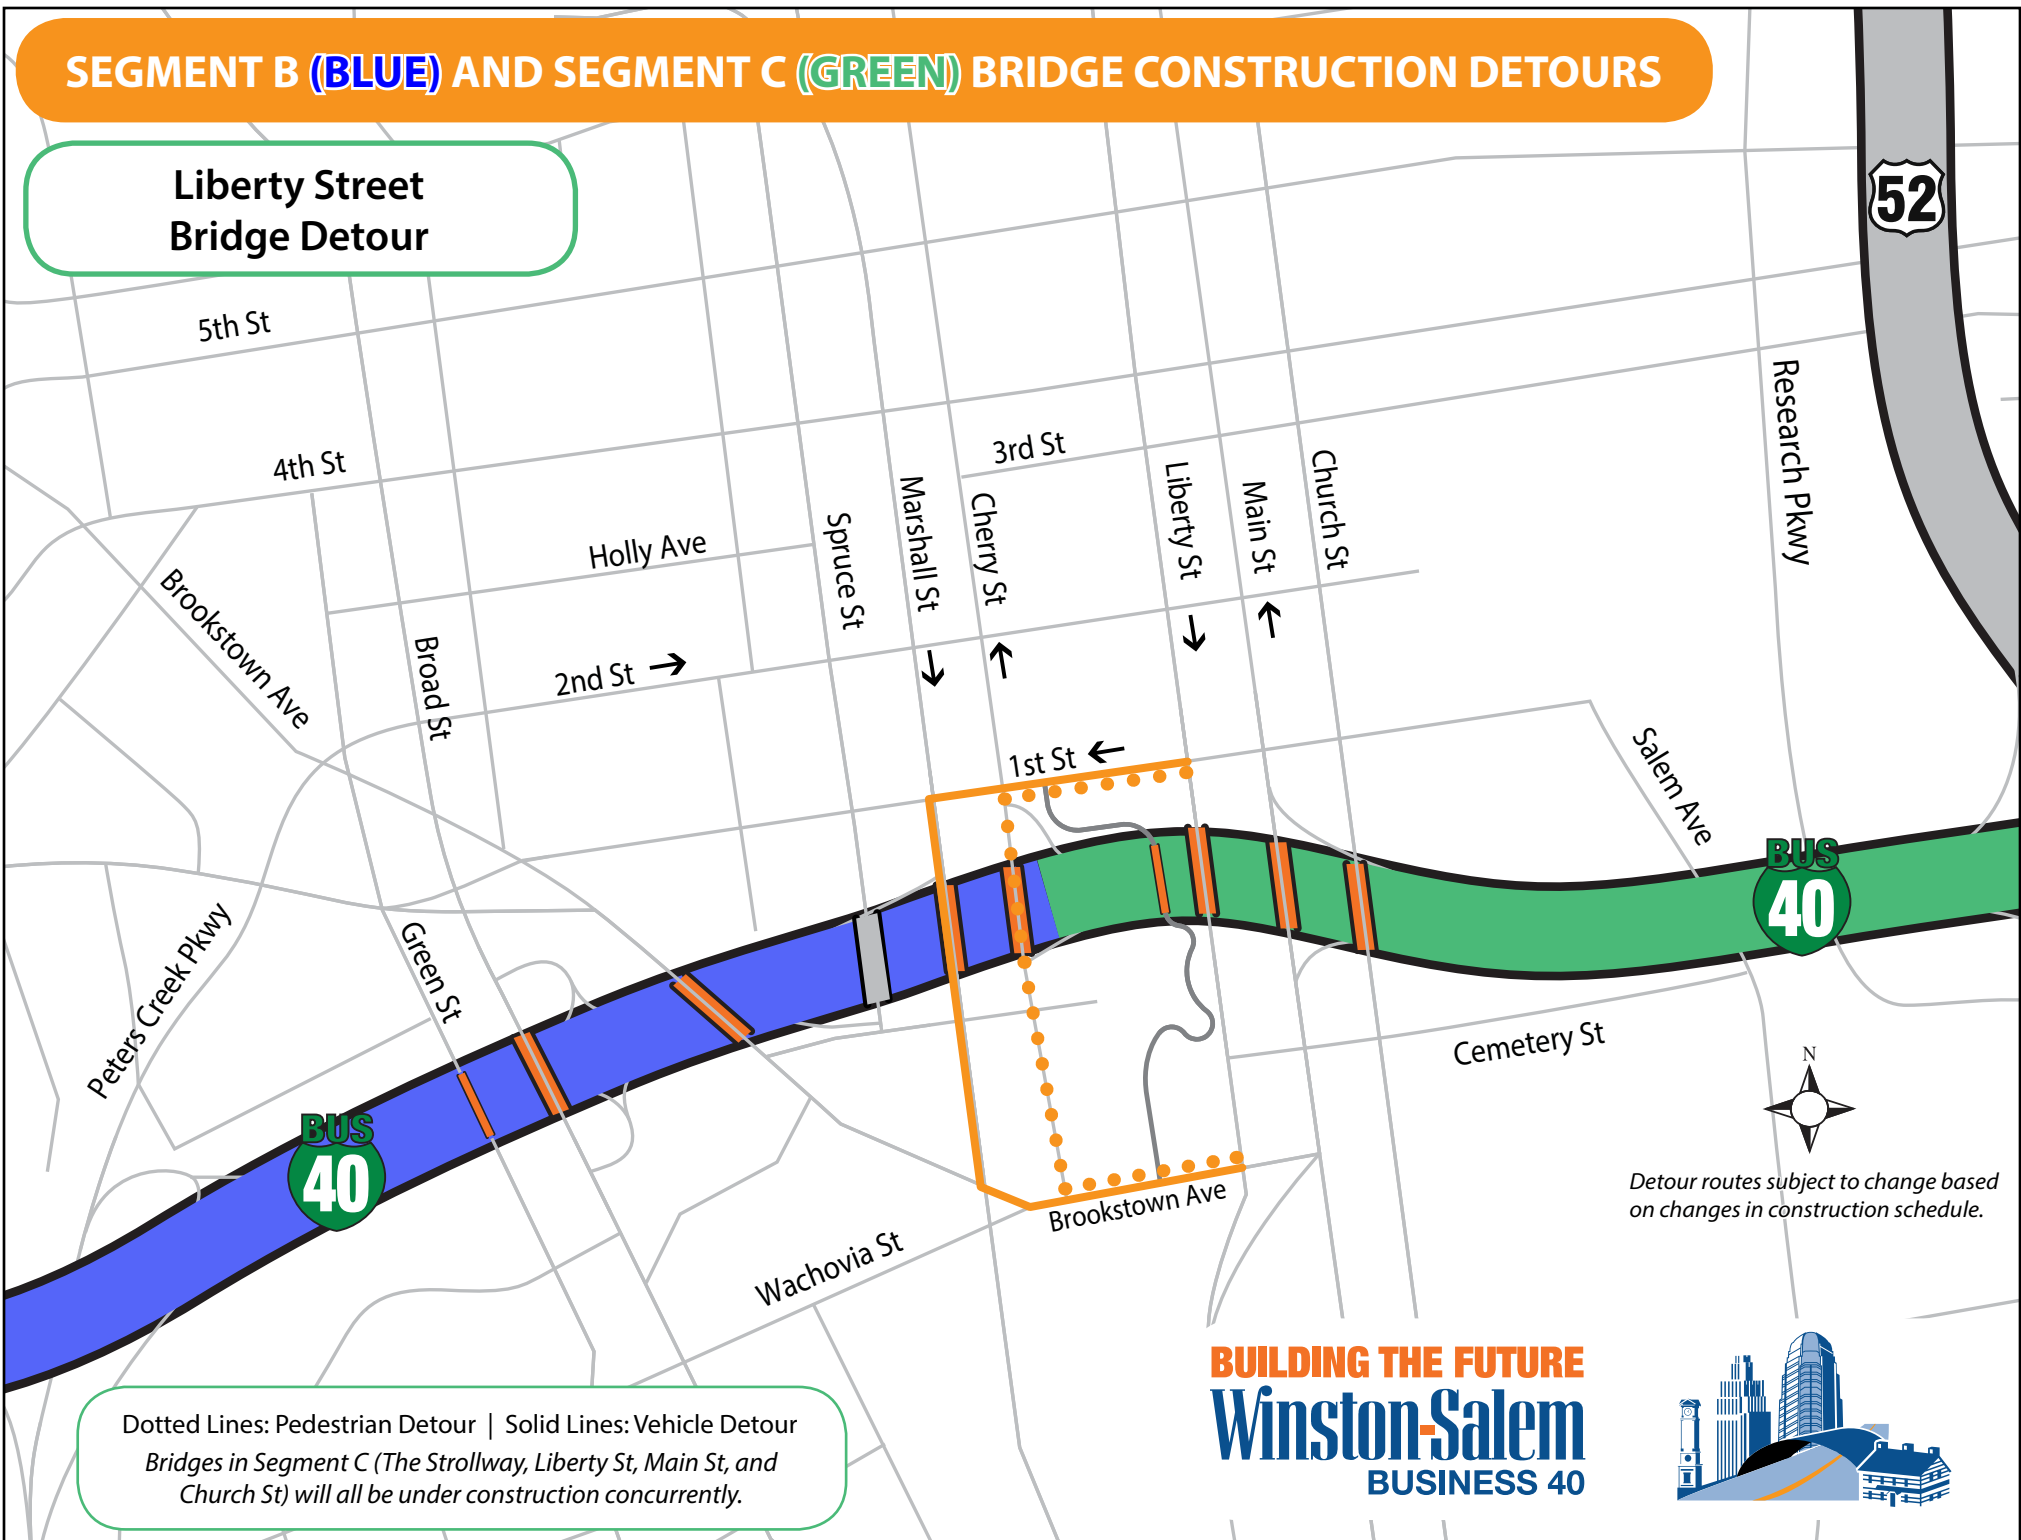 SEGMENT B (BLUE) AND SEGMENT C (GREEN) BRIDGE CONSTRUCTION DETOURS
Liberty Street
Bridge Detour
52
5th St
4th St
3rd St
Research Pkwy
Holly Ave
Spruce St
Marshall St
Cherry St
Liberty St
Main St
Church St
Brookstown Ave
Broad St
2nd St
1st St
Salem Ave
BUS
40
Peters Creek Pkwy
Green St
Cemetery St
N
BUS
40
Brookstown Ave
Wachovia St
Detour routes subject to change based
on changes in construction schedule.
Dotted Lines: Pedestrian Detour | Solid Lines: Vehicle Detour
Bridges in Segment C (The Strollway, Liberty St, Main St, and
Church St) will all be under construction concurrently.
BUILDING THE FUTURE
Winston-Salem
BUSINESS 40